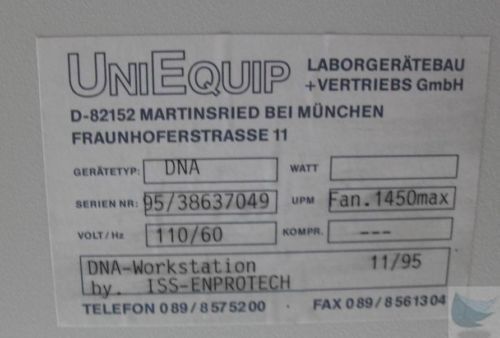 UNIEQUIP LABORGERÄTEBAU
+VERTRIEBS GmbH
D-82152 MARTINSRIED BEI MÜNCHEN
FRAUNHOFERSTRASSE 11
GERÄTETYP: DNA WATT
SERIEN NR: 95/38637049 UPM Fan.1450max
VOLT/Hz 110/60 KOMPR. ---
DNA-Workstation 11/95
by. ISS-ENPROTECH
TELEFON 089/8575200 FAX 089/8561304